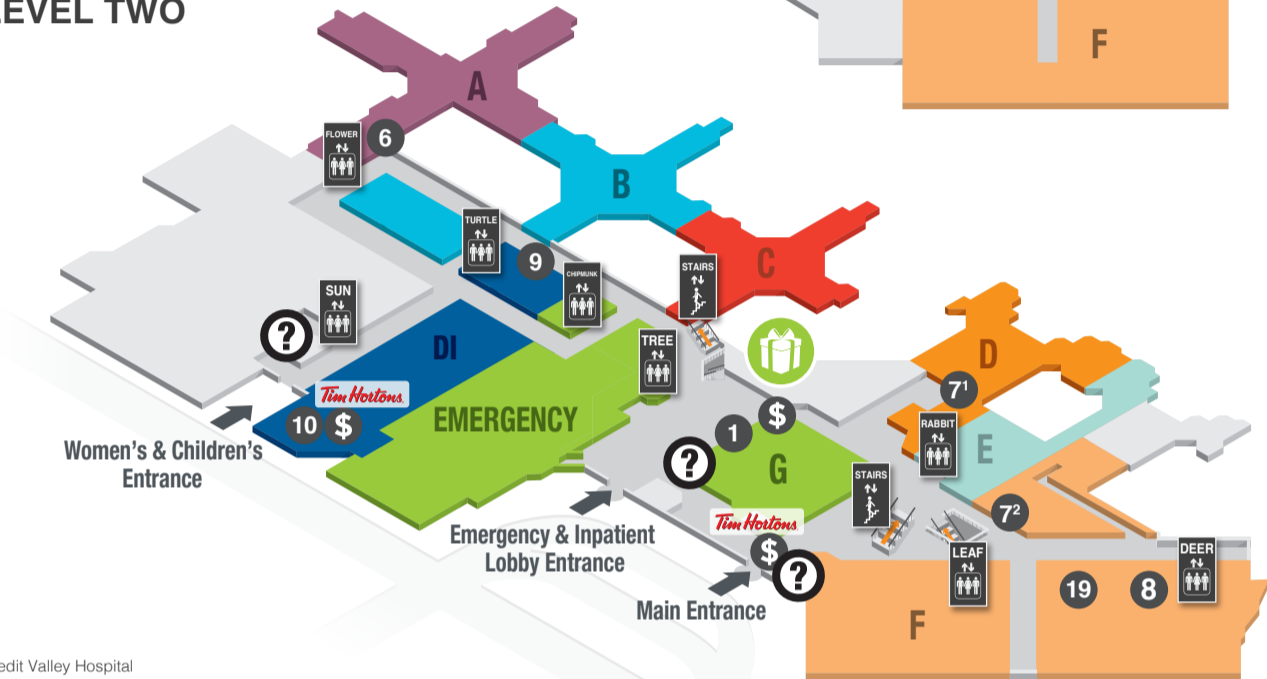 LEVEL TWO
F
A
FLOWER
6
B
TURTLE
9
CHIPMUNK
STAIRS
C
SUN
?
DI
TREE
D
7¹
Tim Hortons
10 $
EMERGENCY
1
$
?
G
RABBIT
E
STAIRS
7²
Women's & Children's
Entrance
Emergency & Inpatient
Lobby Entrance
Tim Hortons
$
?
Main Entrance
LEAF
DEER
F
19
8
edit Valley Hospital